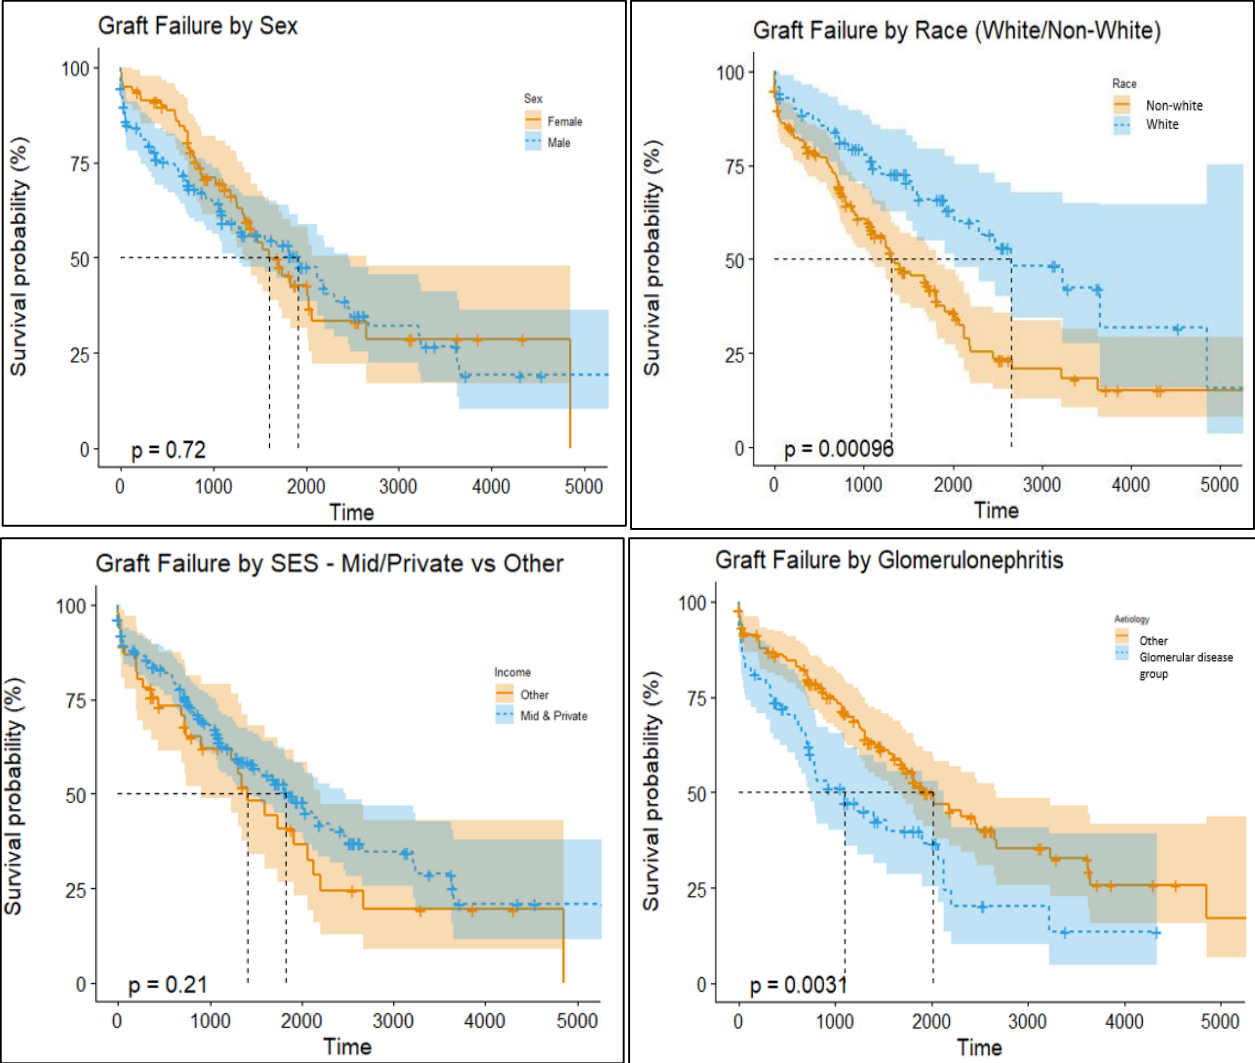 Graft Failure by Sex
Survival probability (%)
100
75
50
25
0
Sex
Female
Male
p = 0.72
0 1000 2000 3000 4000 5000
Time
Graft Failure by Race (White/Non-White)
Survival probability (%)
100
75
50
25
0
Race
Non-white
White
p = 0.00096
0 1000 2000 3000 4000 5000
Time
Graft Failure by SES - Mid/Private vs Other
Survival probability (%)
100
75
50
25
0
Income
Other
Mid & Private
p = 0.21
0 1000 2000 3000 4000 5000
Time
Graft Failure by Glomerulonephritis
Survival probability (%)
100
75
50
25
0
Aetiology
Other
Glomerular disease
group
p = 0.0031
0 1000 2000 3000 4000 5000
Time